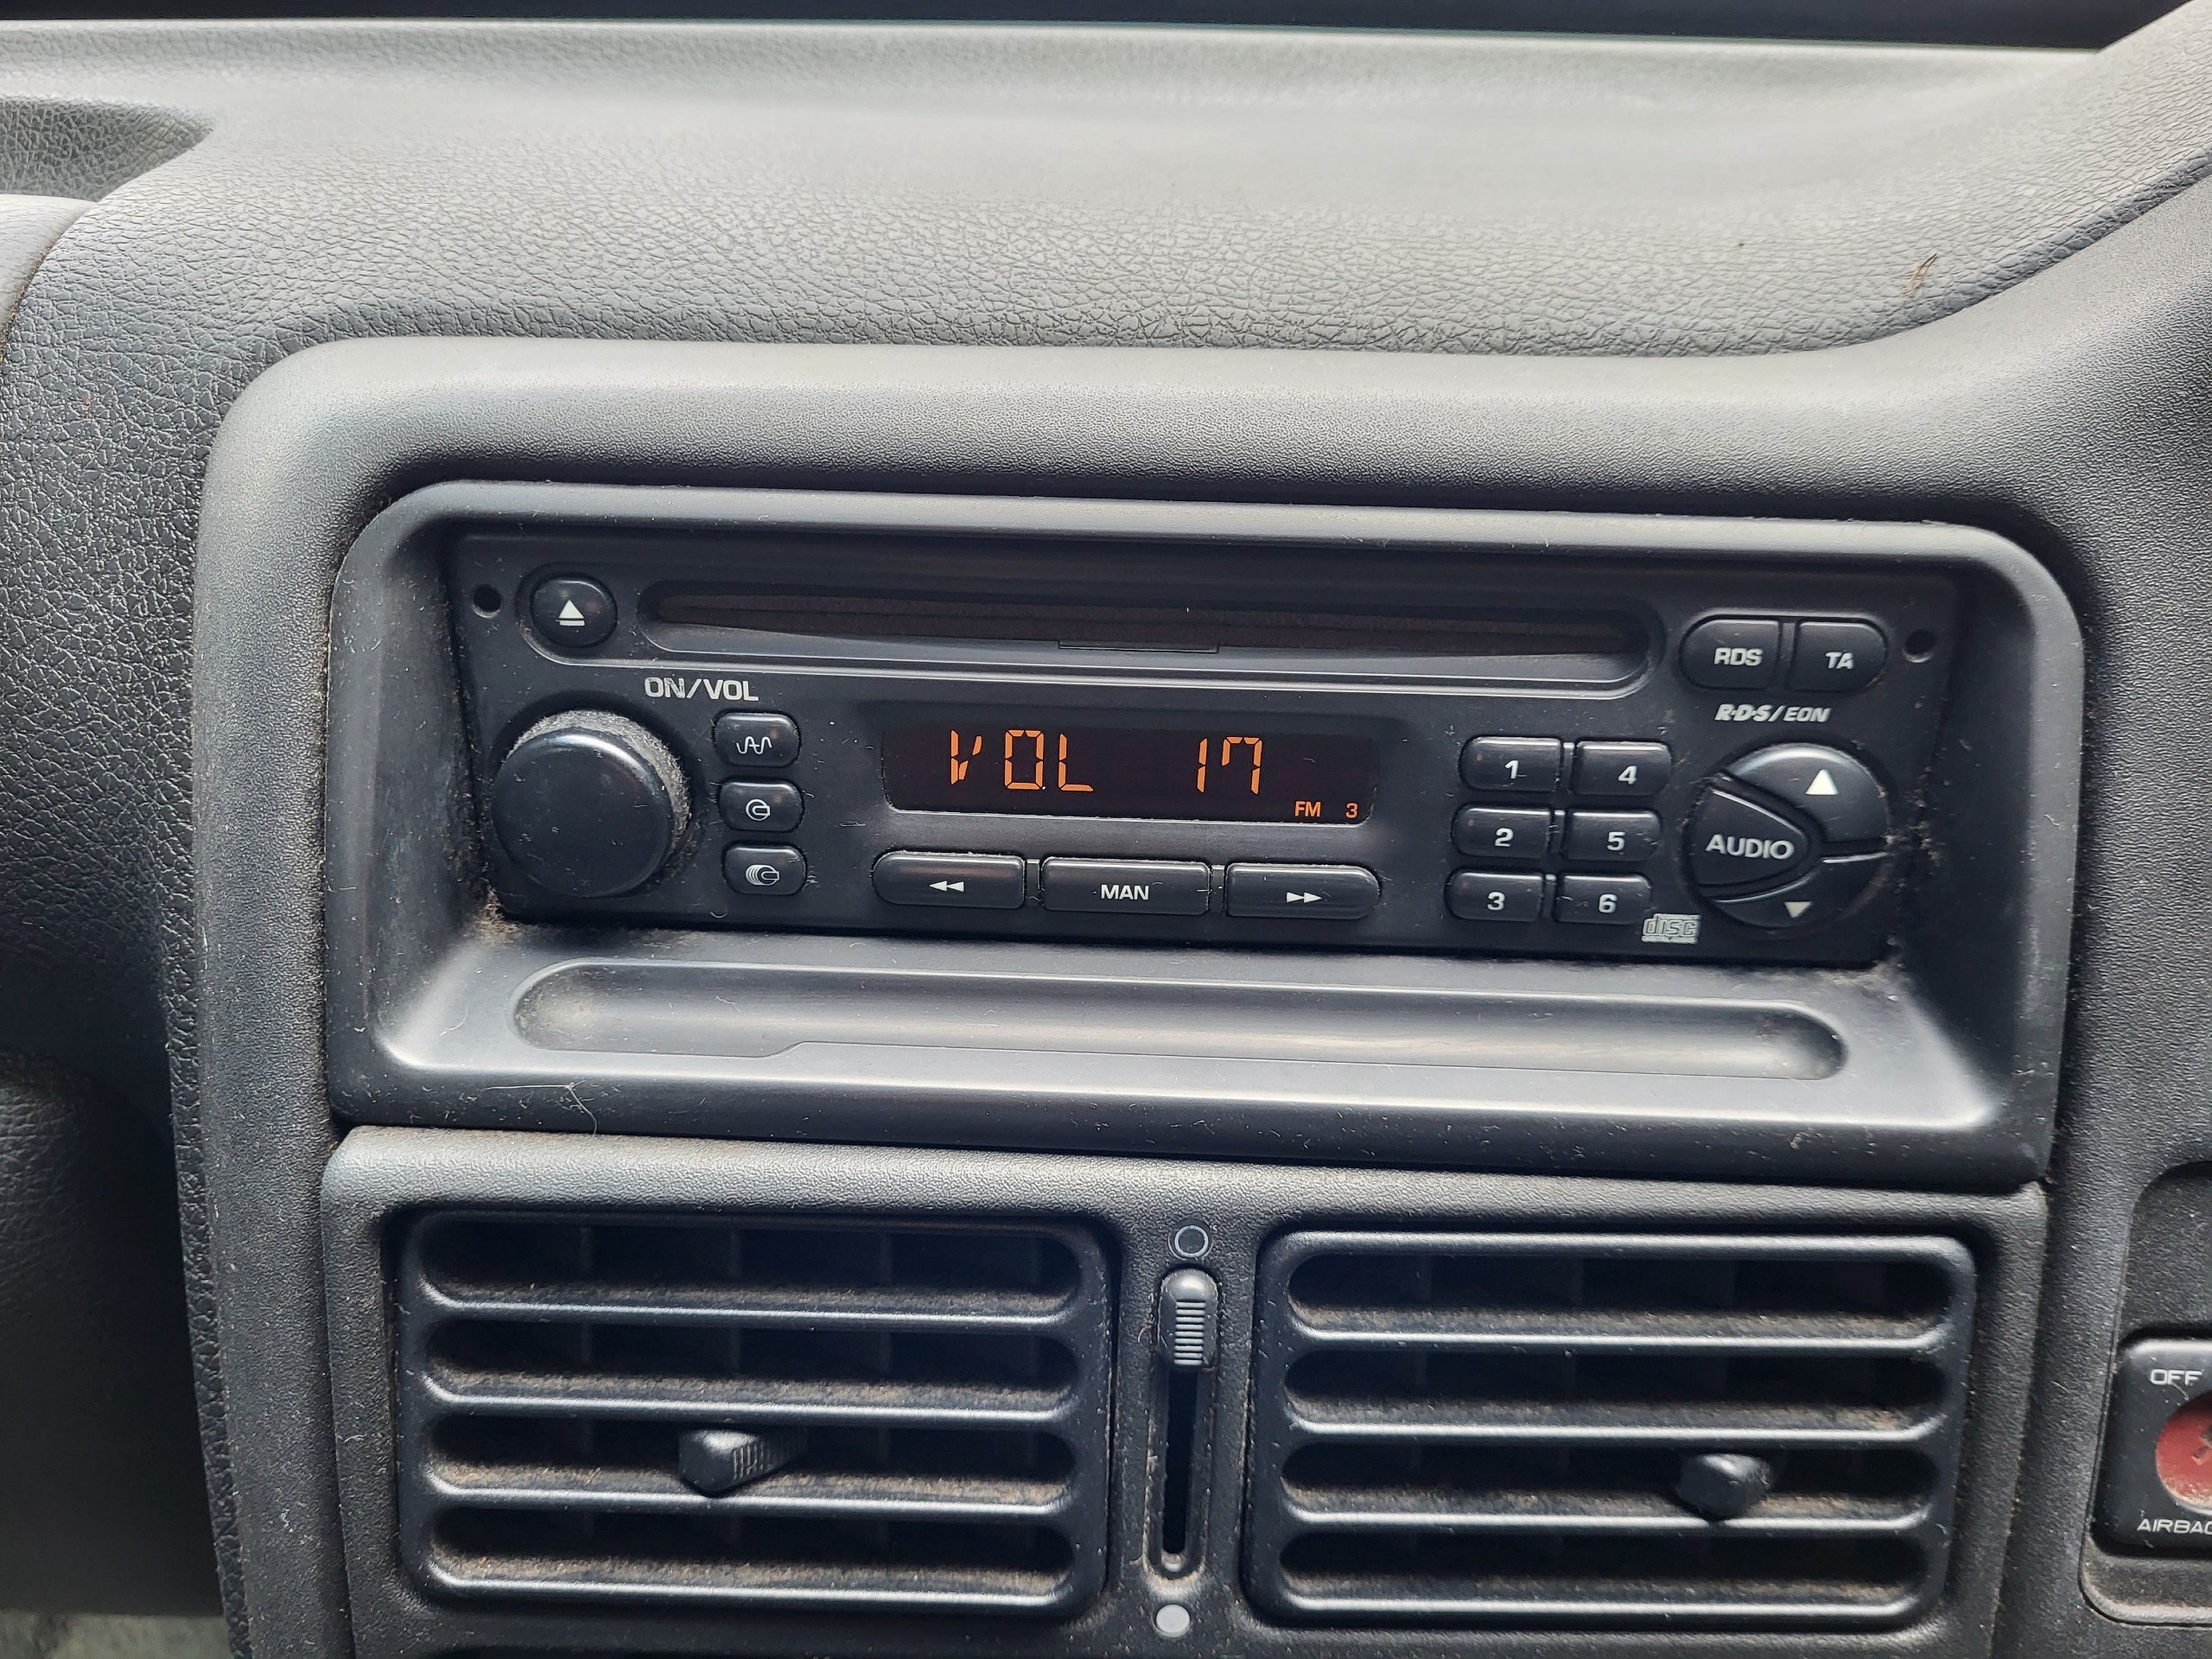 RDS TA
ON/VOL
R·D·S/EON
VOL 17
FM 3
1 4
AUDIO
2 5
MAN
3 6
disc
OFF
AIRBAG